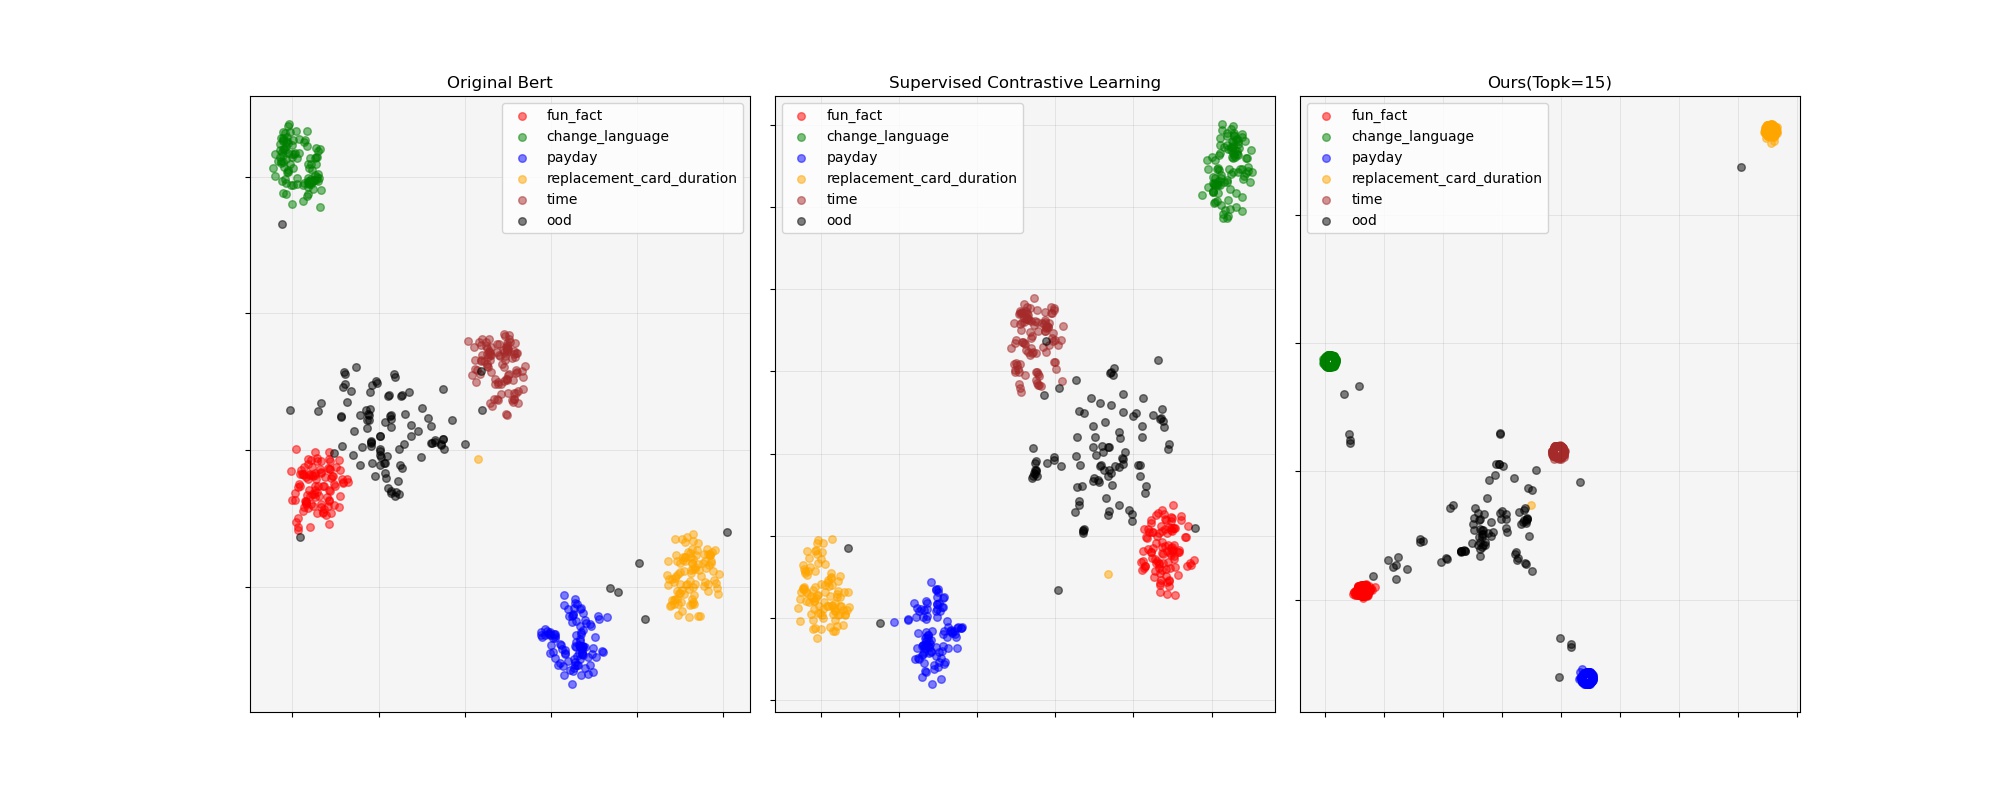 Original Bert
fun_fact
change_language
payday
replacement_card_duration
time
ood
Supervised Contrastive Learning
fun_fact
change_language
payday
replacement_card_duration
time
ood
Ours(Topk=15)
fun_fact
change_language
payday
replacement_card_duration
time
ood